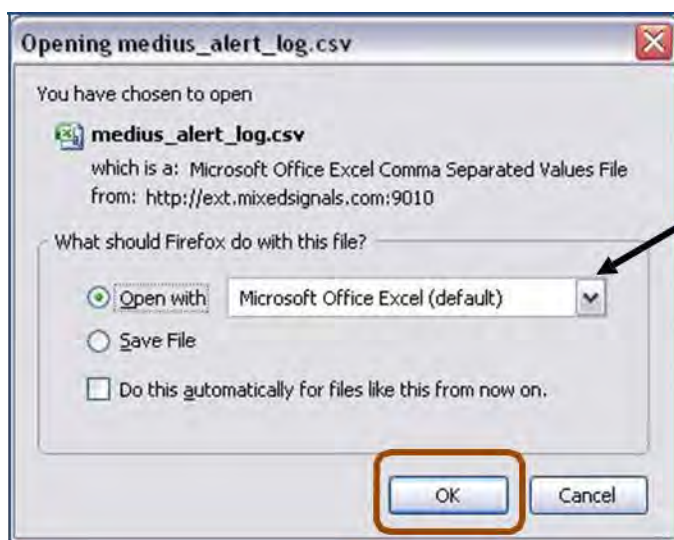 Opening medius_alert_log.csv
You have chosen to open
medius_alert_log.csv
which is a: Microsoft Office Excel Comma Separated Values File
from: http://ext.mixedsignals.com:9010
What should Firefox do with this file?
Open with Microsoft Office Excel (default)
Save File
Do this automatically for files like this from now on.
OK Cancel